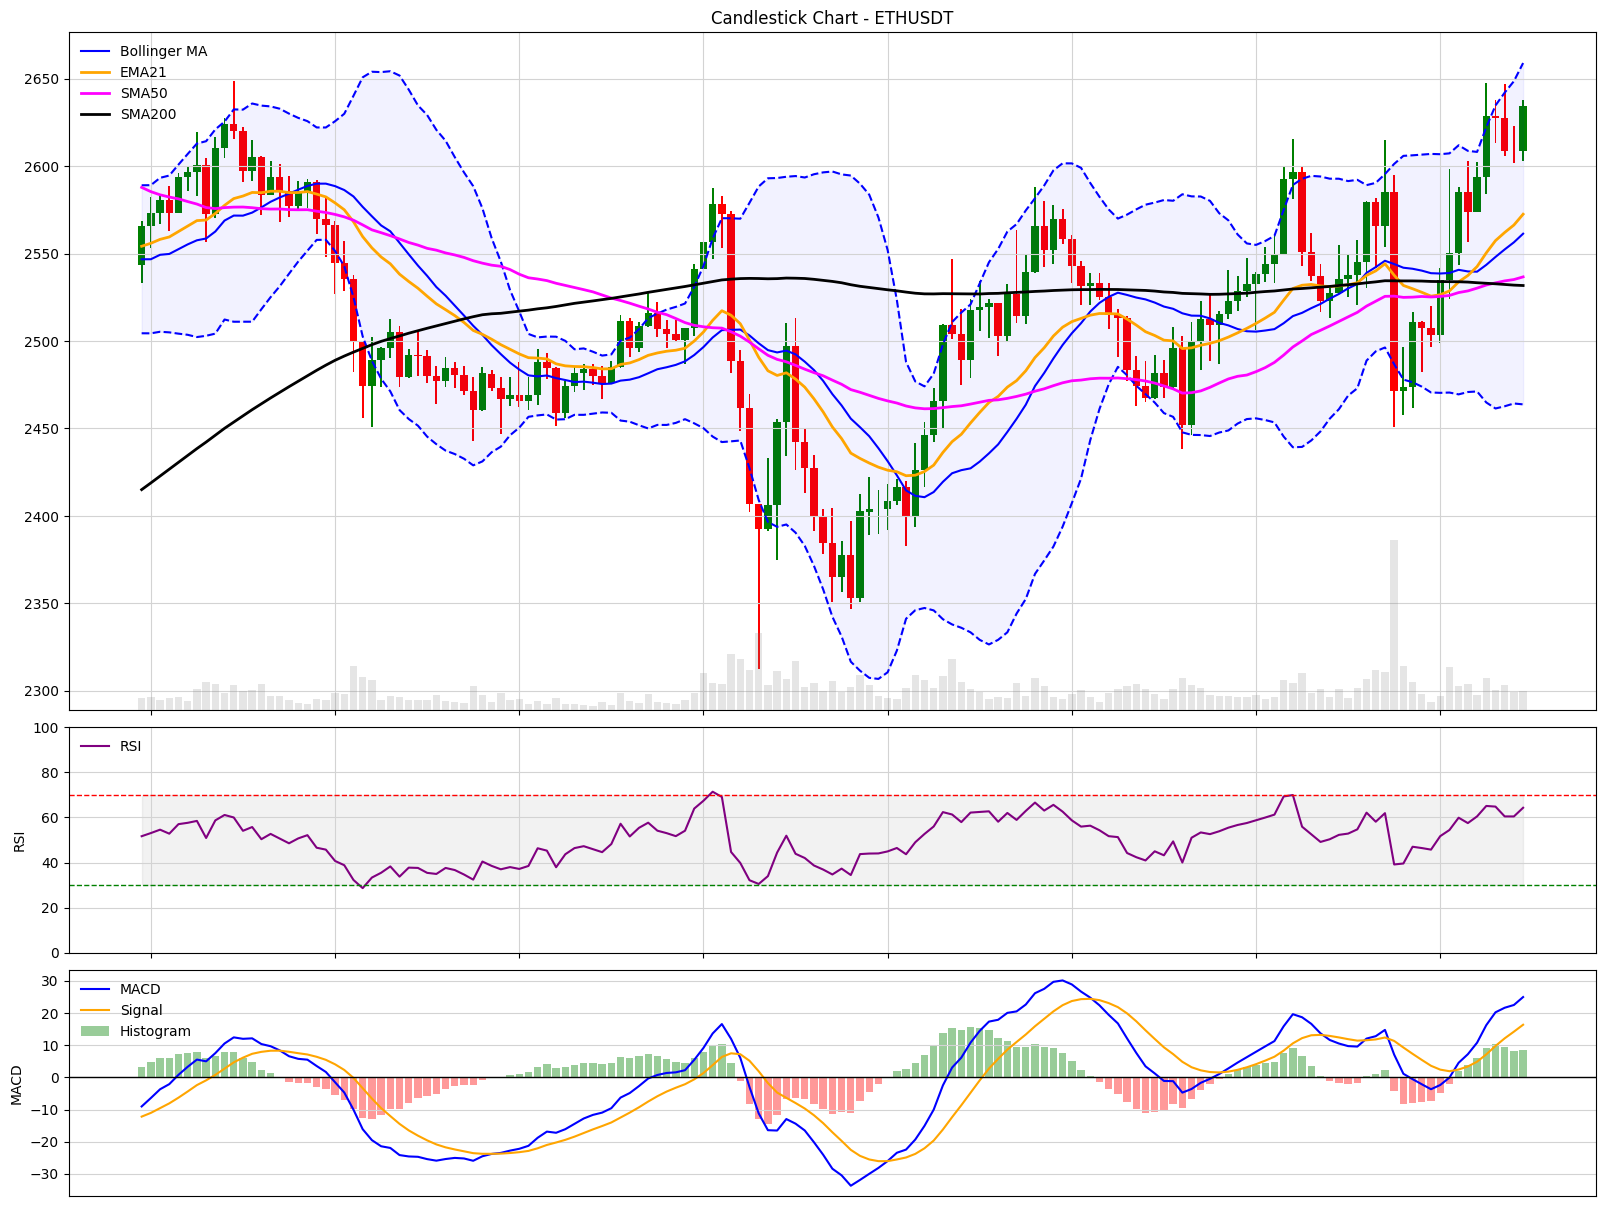 Candlestick Chart - ETHUSDT
Bollinger MA
EMA21
SMA50
SMA200
2650
2600
2550
2500
2450
2400
2350
2300
RSI
100
80
60
40
20
0
RSI
MACD
Signal
Histogram
30
20
10
0
−10
−20
−30
MACD